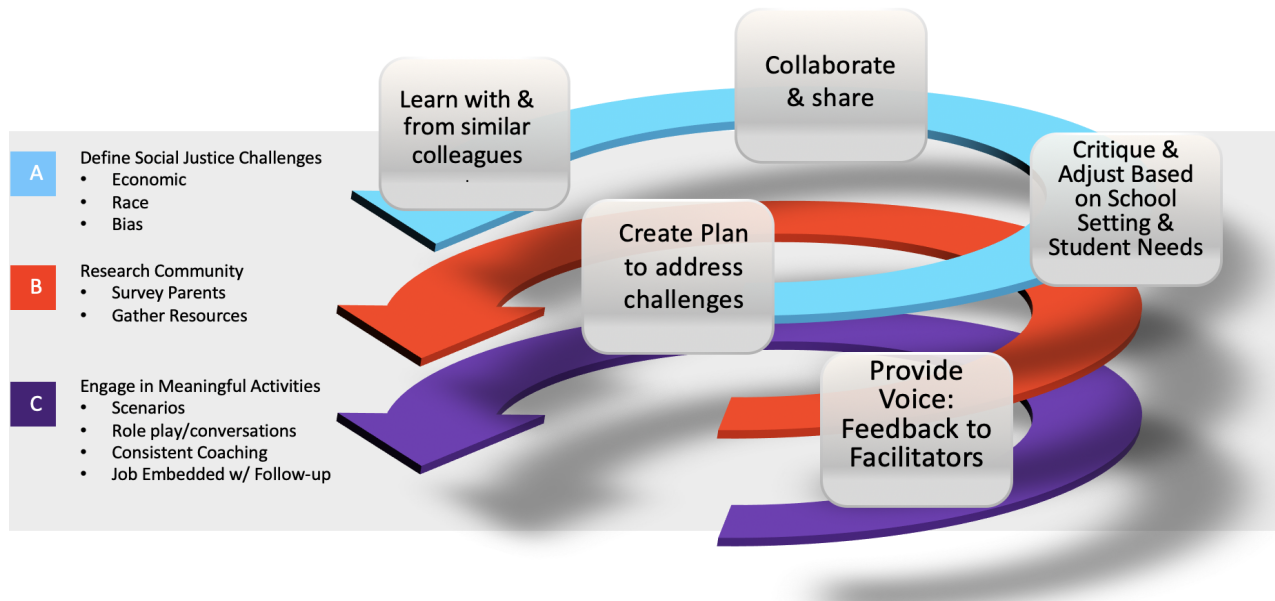 A
Define Social Justice Challenges
• Economic
• Race
• Bias
B
Research Community
• Survey Parents
• Gather Resources
C
Engage in Meaningful Activities
• Scenarios
• Role play/conversations
• Consistent Coaching
• Job Embedded w/ Follow-up
Learn with &
from similar
colleagues
.
Collaborate
& share
Critique &
Adjust Based
on School
Setting &
Student Needs
Create Plan
to address
challenges
Provide
Voice:
Feedback to
Facilitators